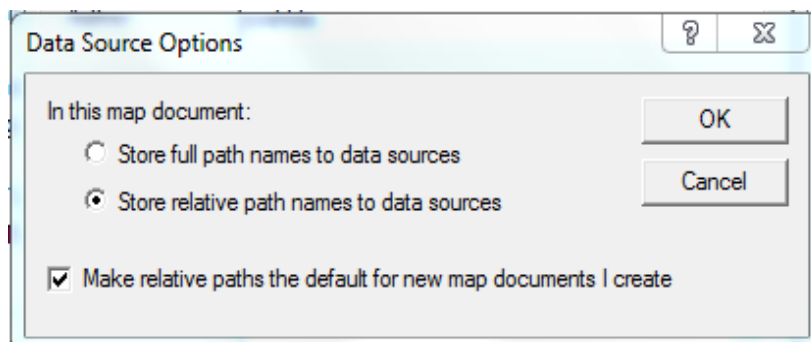 Data Source Options
In this map document:
OK
Store full path names to data sources
Cancel
Store relative path names to data sources
Make relative paths the default for new map documents I create